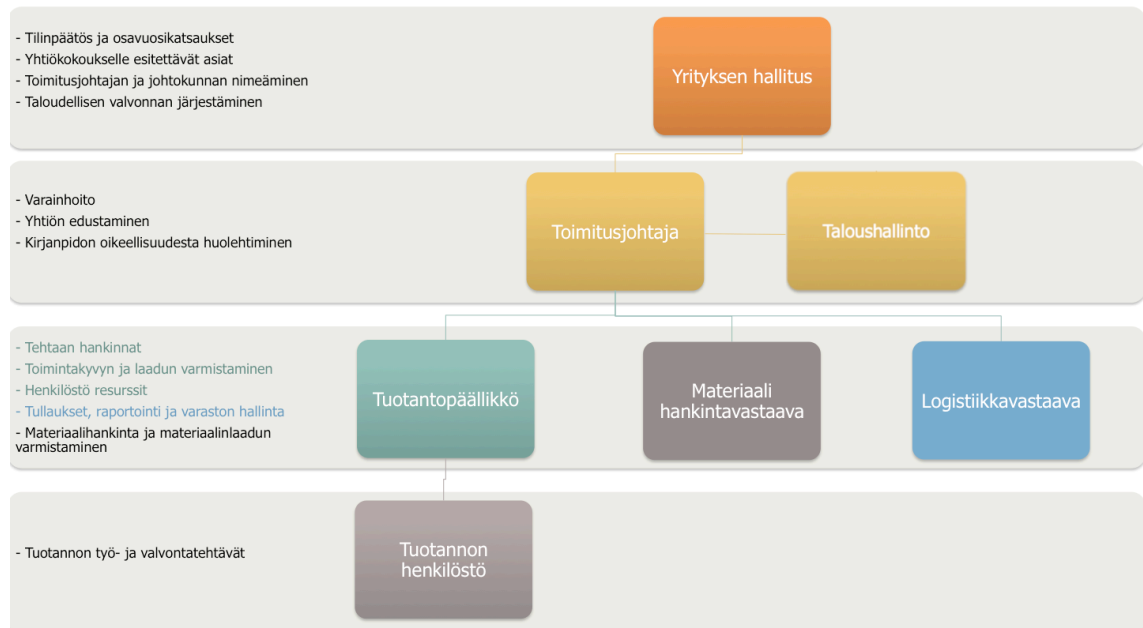 - Tilinpäätös ja osavuosikatsaukset
- Yhtiökokoukselle esitettävät asiat
- Toimitusjohtajan ja johtokunnan nimeäminen
- Taloudellisen valvonnan järjestäminen
Yrityksen hallitus
- Varainhoito
- Yhtiön edustaminen
- Kirjanpidon oikeellisuudesta huolehtiminen
Toimitusjohtaja
Taloushallinto
- Tehtaan hankinnat
- Toimintakyvyn ja laadun varmistaminen
- Henkilöstö resurssit
- Tullaukset, raportointi ja varaston hallinta
- Materiaalihankinta ja materiaalinlaadun
varmistaminen
Tuotantopäällikkö
Materiaali
hankintavastaava
Logistiikkavastaava
- Tuotannon työ- ja valvontatehtävät
Tuotannon
henkilöstö